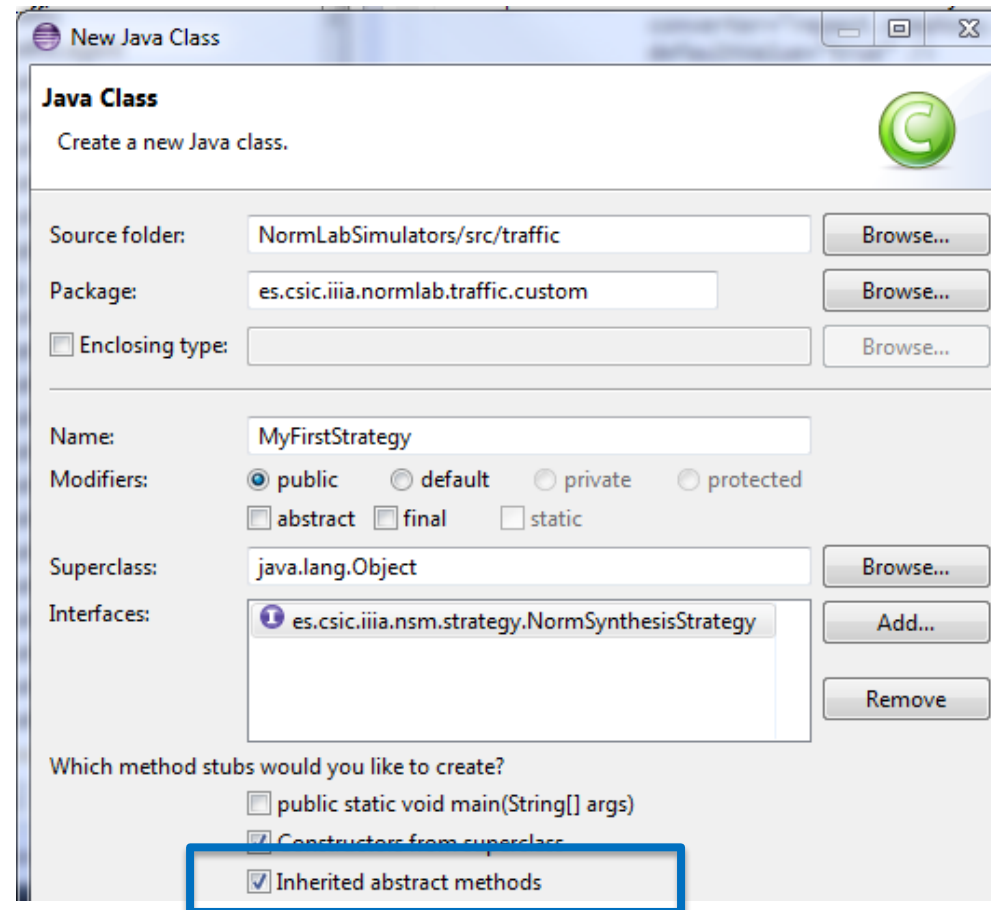 New Java Class
Java Class
Create a new Java class.
C
Source folder: NormLabSimulators/src/traffic Browse...
Package: es.csic.iiia.normlab.traffic.custom Browse...
Enclosing type: Browse...
Name: MyFirstStrategy
Modifiers: public default private protected
abstract final static
Superclass: java.lang.Object Browse...
Interfaces: I es.csic.iiia.nsm.strategy.NormSynthesisStrategy Add...
Remove
Which method stubs would you like to create?
public static void main(String[] args)
Constructors from superclass
Inherited abstract methods